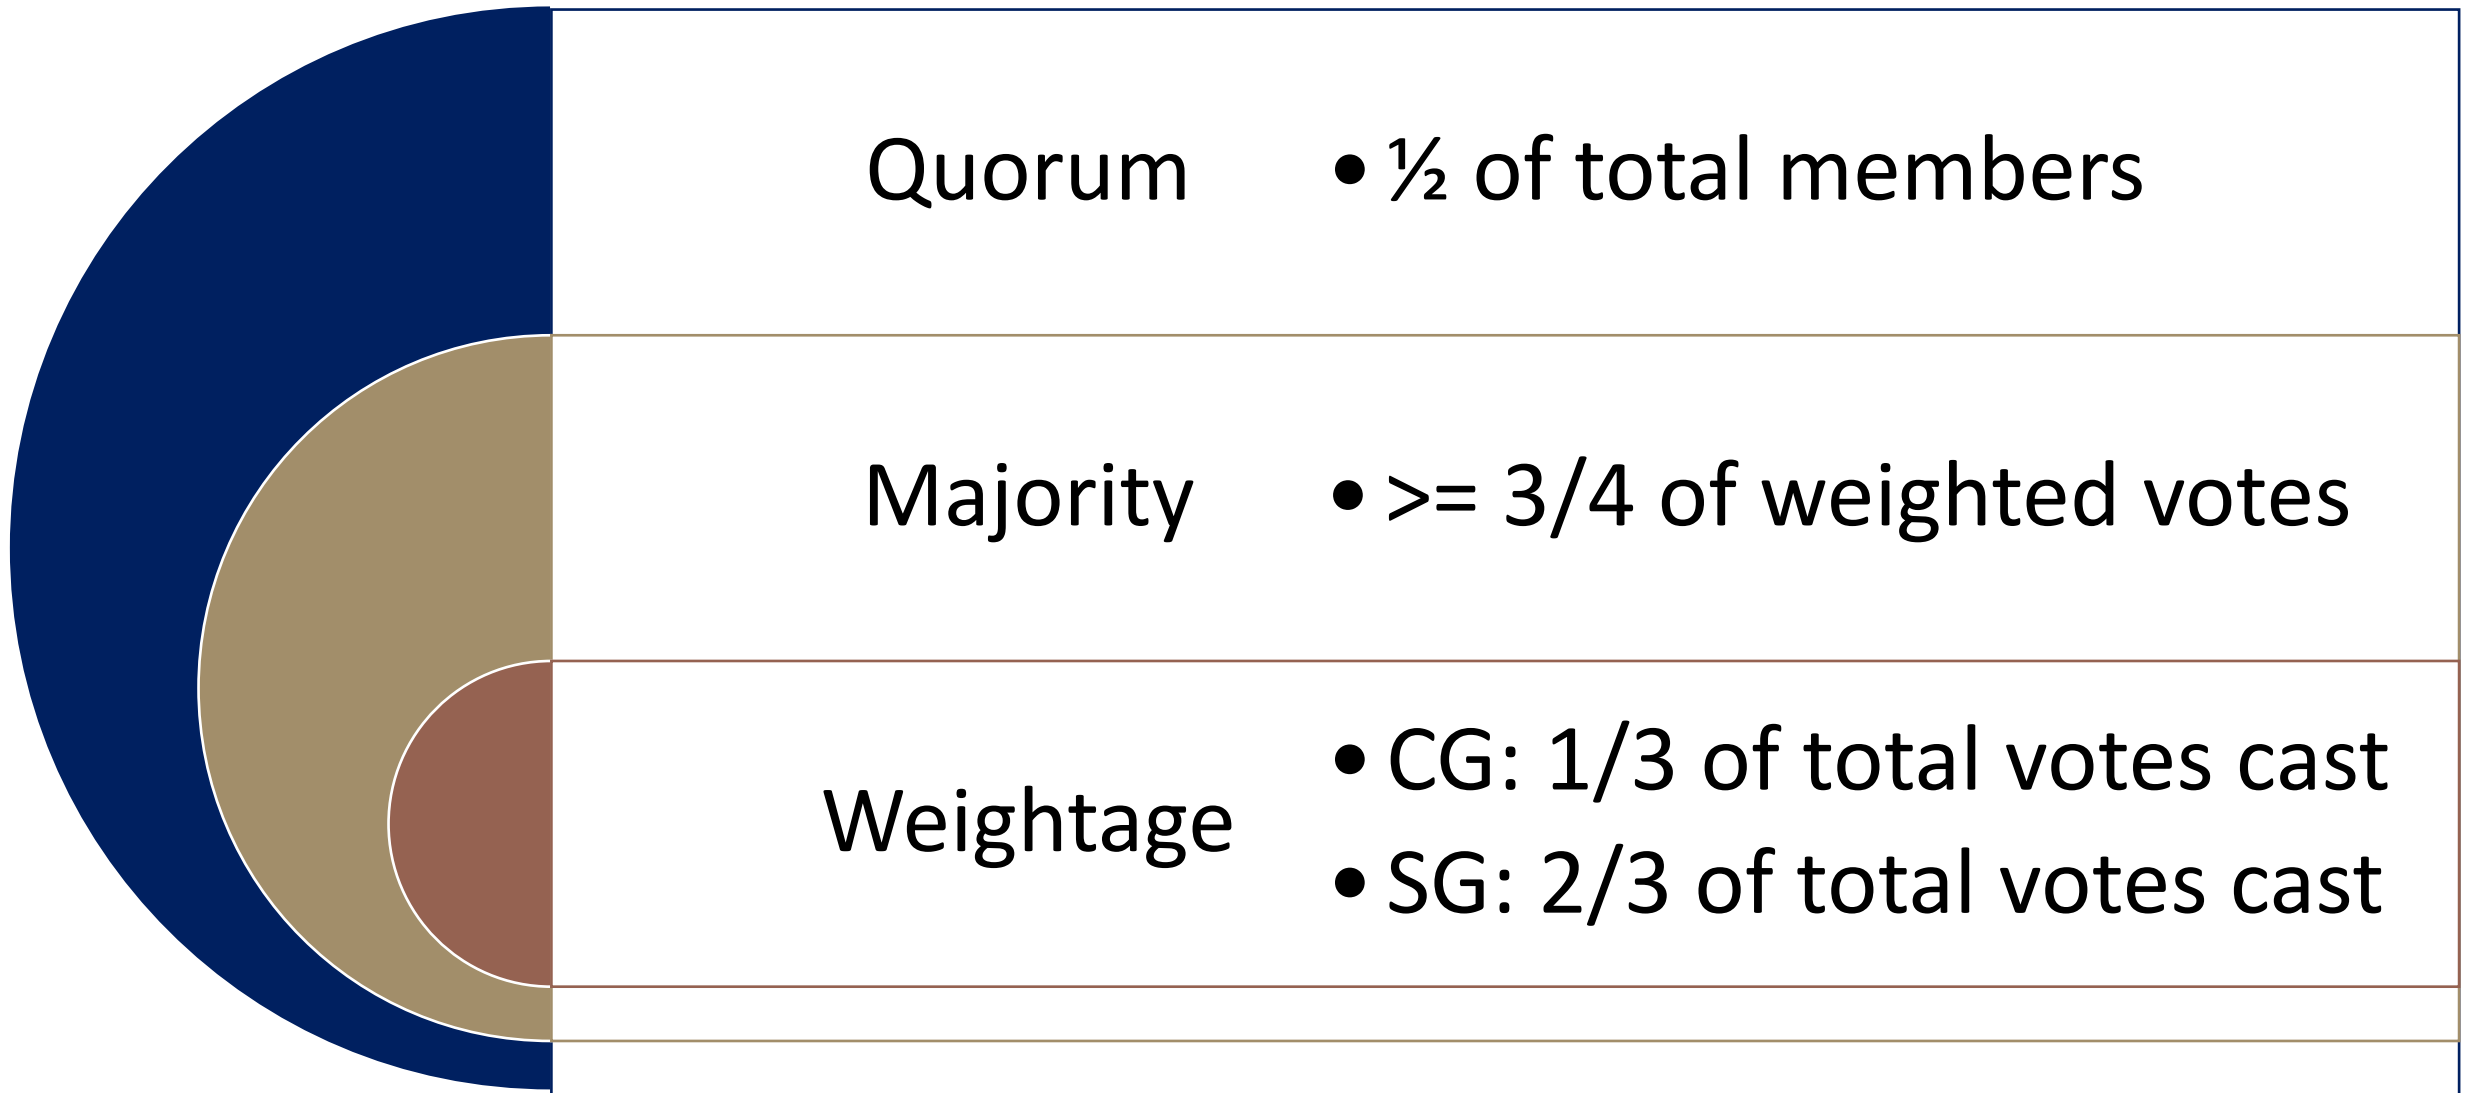 Quorum
• ½ of total members
Majority
• >= 3/4 of weighted votes
Weightage
• CG: 1/3 of total votes cast
• SG: 2/3 of total votes cast